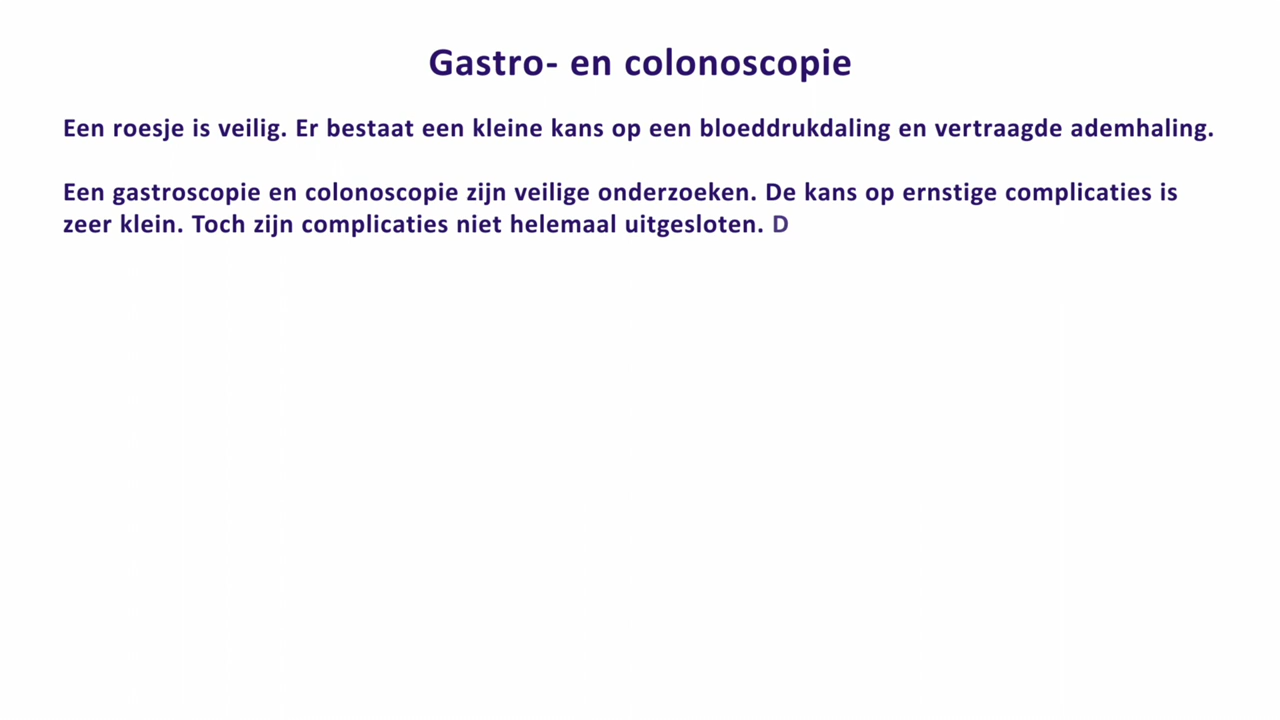 Gastro- en colonoscopie
Een roesje is veilig. Er bestaat een kleine kans op een bloeddrukdaling en vertraagde ademhaling.
Een gastroscopie en colonoscopie zijn veilige onderzoeken. De kans op ernstige complicaties is
zeer klein. Toch zijn complicaties niet helemaal uitgesloten. D